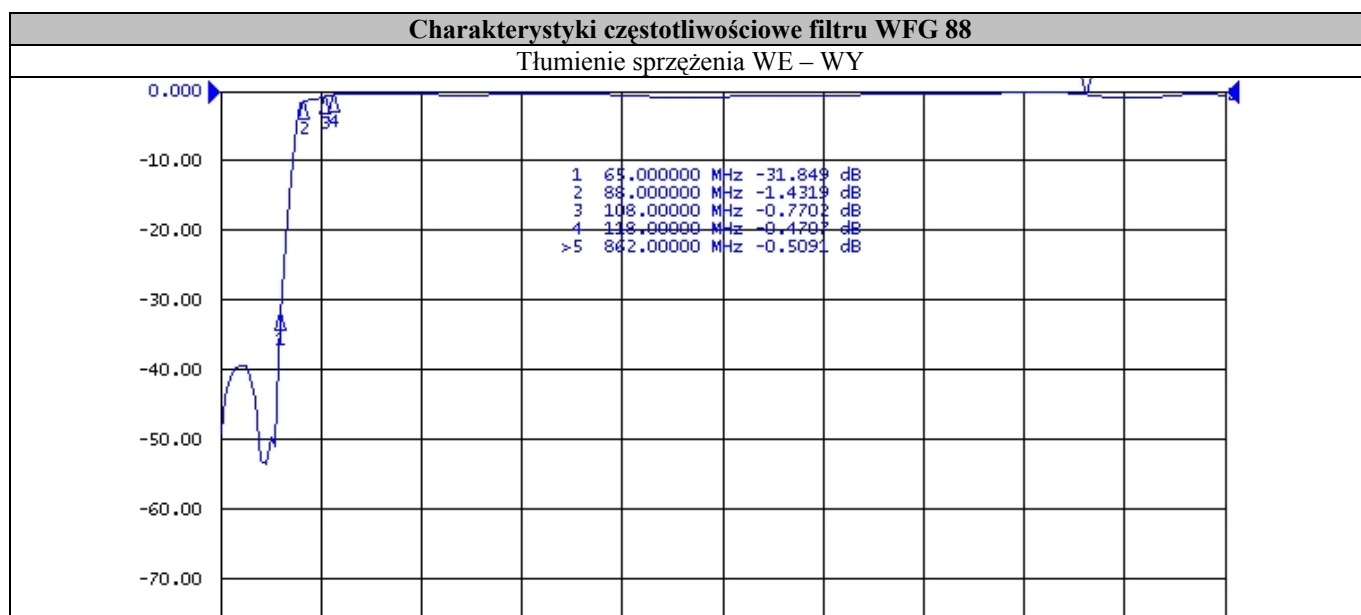 Charakterystyki częstotliwościowe filtru WFG 88
Tłumienie sprzężenia WE – WY
0.000
2
34
-10.00
1 65.000000 MHz -31.849 dB
2 88.000000 MHz -1.4319 dB
3 108.00000 MHz -0.7702 dB
-20.00
4 118.00000 MHz -0.4707 dB
>5 862.00000 MHz -0.5091 dB
-30.00
1
-40.00
-50.00
-60.00
-70.00